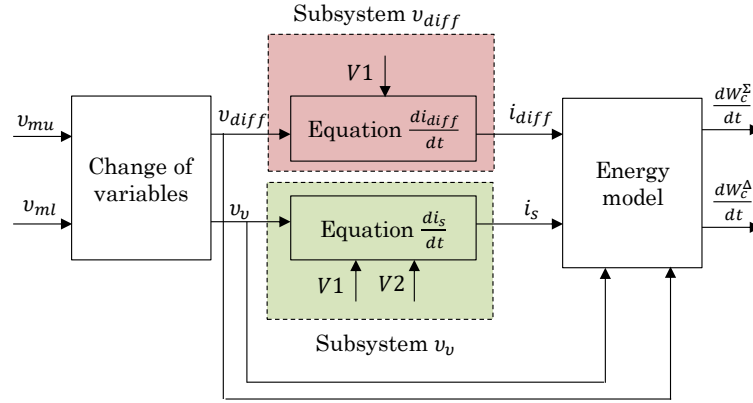 Subsystem v_diff
V1
v_mu
v_diff
Equation di_diff/dt
i_diff
dW_c^Σ/dt
Change of variables
Energy model
v_ml
v_v
Equation di_s/dt
i_s
dW_c^Δ/dt
V1 V2
Subsystem v_v